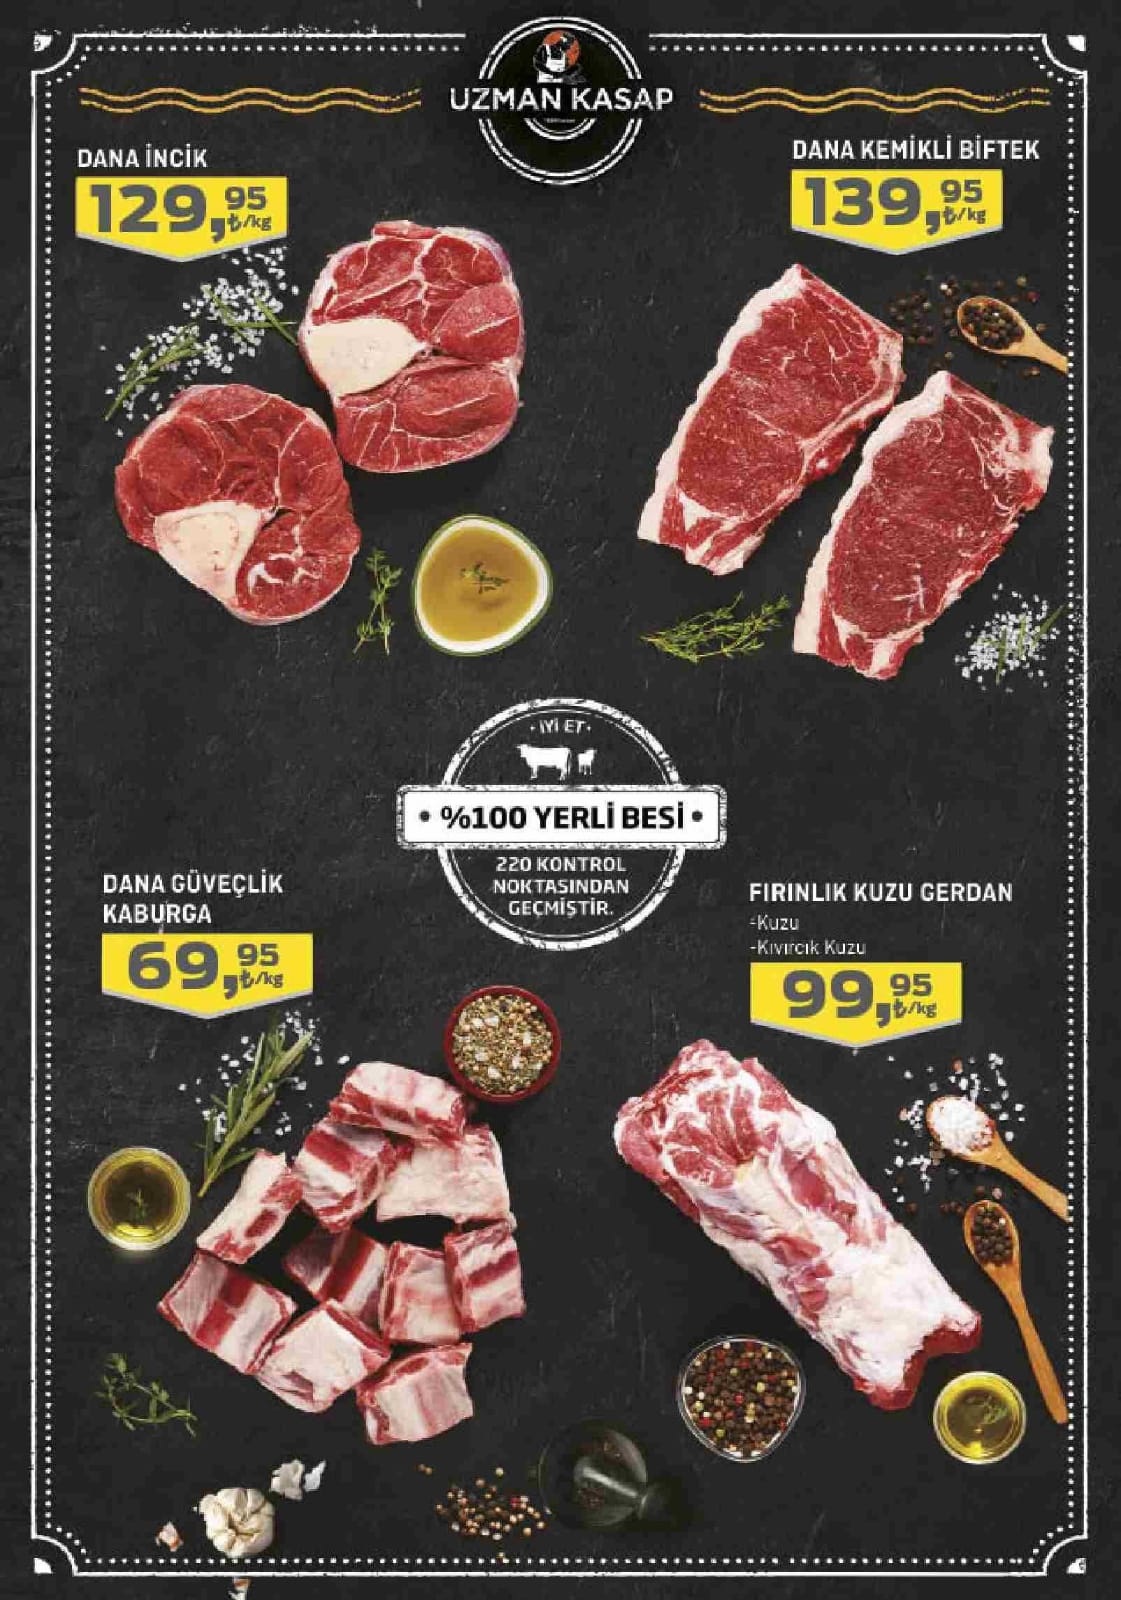 UZMAN KASAP
DANA İNCİK
129,95
₺/kg
DANA KEMİKLİ BİFTEK
139,95
₺/kg
· İYİ ET ·
• %100 YERLİ BESİ •
220 KONTROL
NOKTASINDAN
GEÇMİŞTİR.
DANA GÜVEÇLİK
KABURGA
69,95
₺/kg
FIRINLIK KUZU GERDAN
-Kuzu
-Kıvırcık Kuzu
99,95
₺/kg